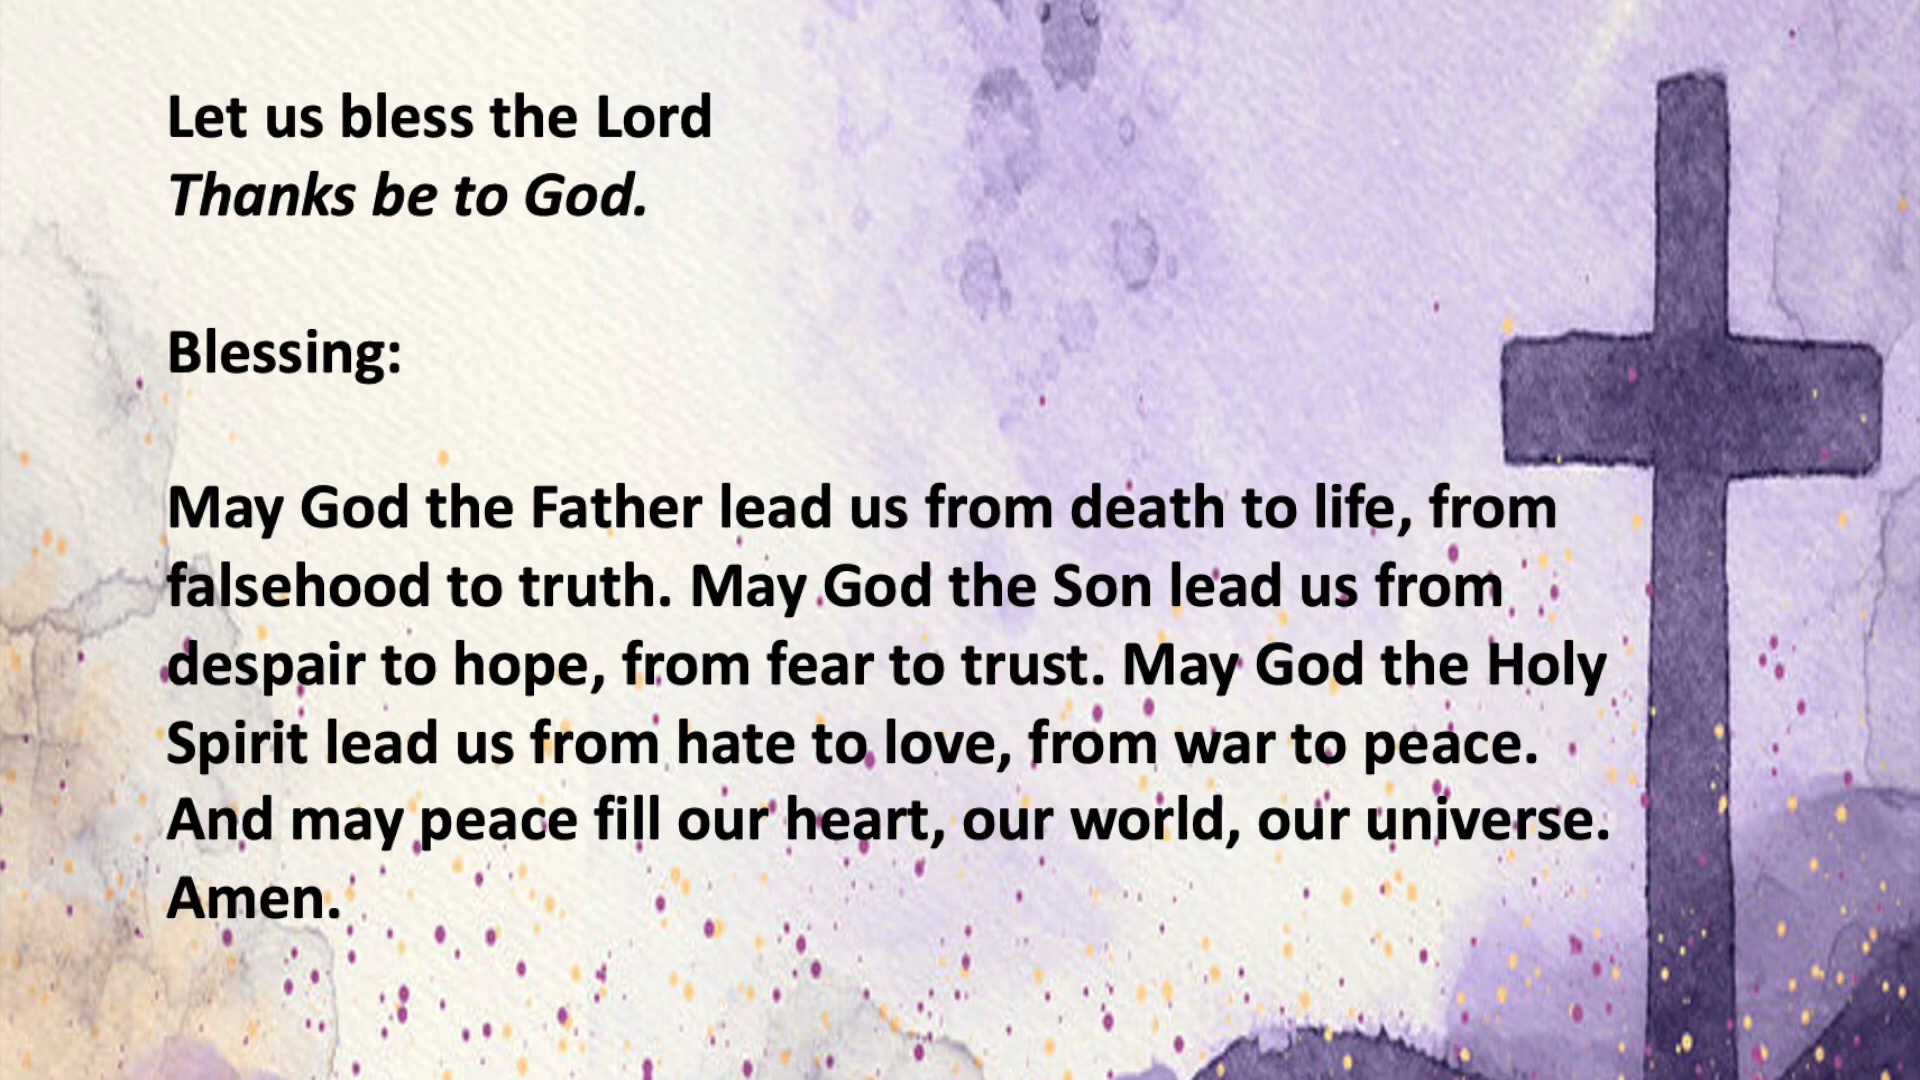 Let us bless the Lord
Thanks be to God.
Blessing:
May God the Father lead us from death to life, from
falsehood to truth. May God the Son lead us from
despair to hope, from fear to trust. May God the Holy
Spirit lead us from hate to love, from war to peace.
And may peace fill our heart, our world, our universe.
Amen.